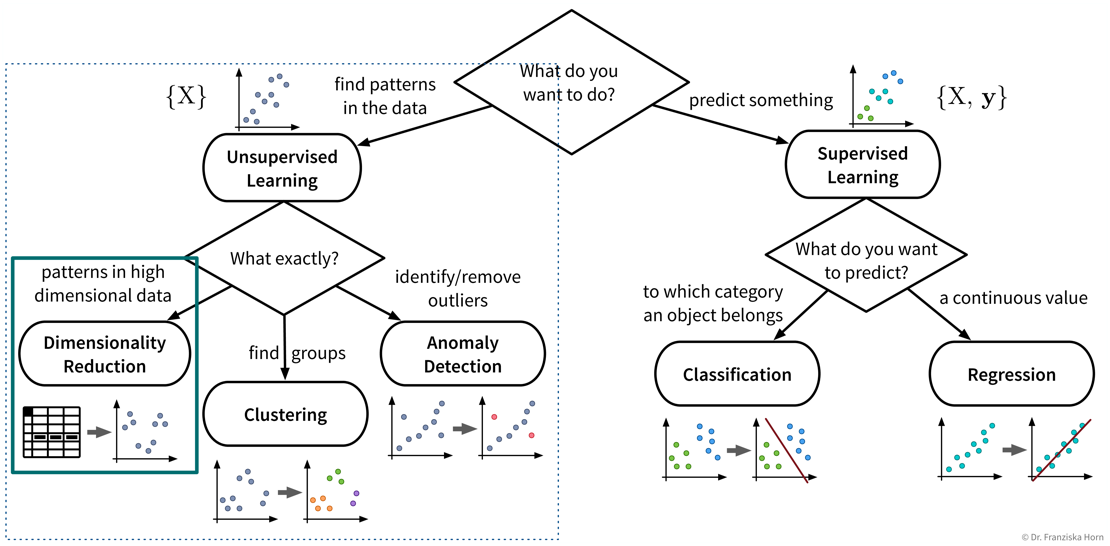 What do you
want to do?
find patterns
in the data
predict something
{X}
{X, y}
Unsupervised
Learning
Supervised
Learning
What exactly?
What do you want
to predict?
patterns in high
dimensional data
identify/remove
outliers
to which category
an object belongs
a continuous value
Dimensionality
Reduction
find groups
Anomaly
Detection
Clustering
Classification
Regression
© Dr. Franziska Horn